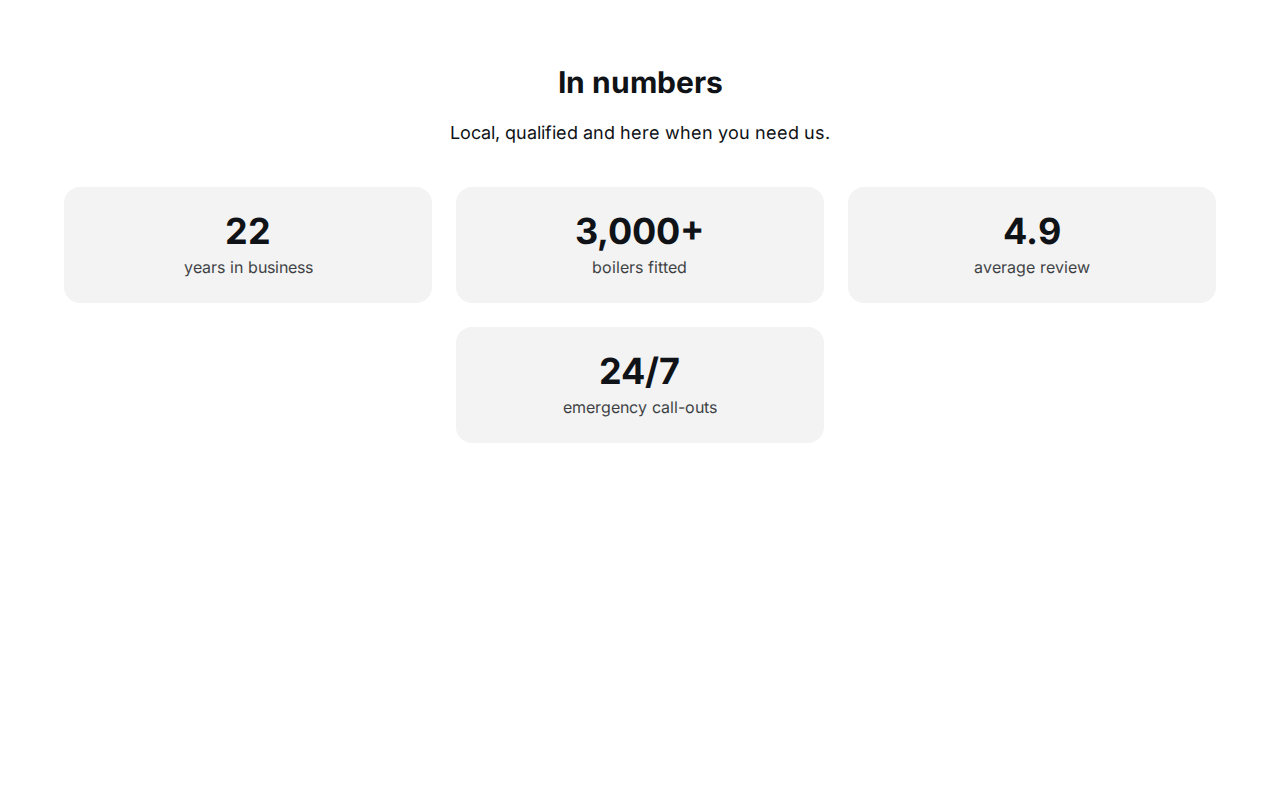 In numbers
Local, qualified and here when you need us.
22
years in business
3,000+
boilers fitted
4.9
average review
24/7
emergency call-outs